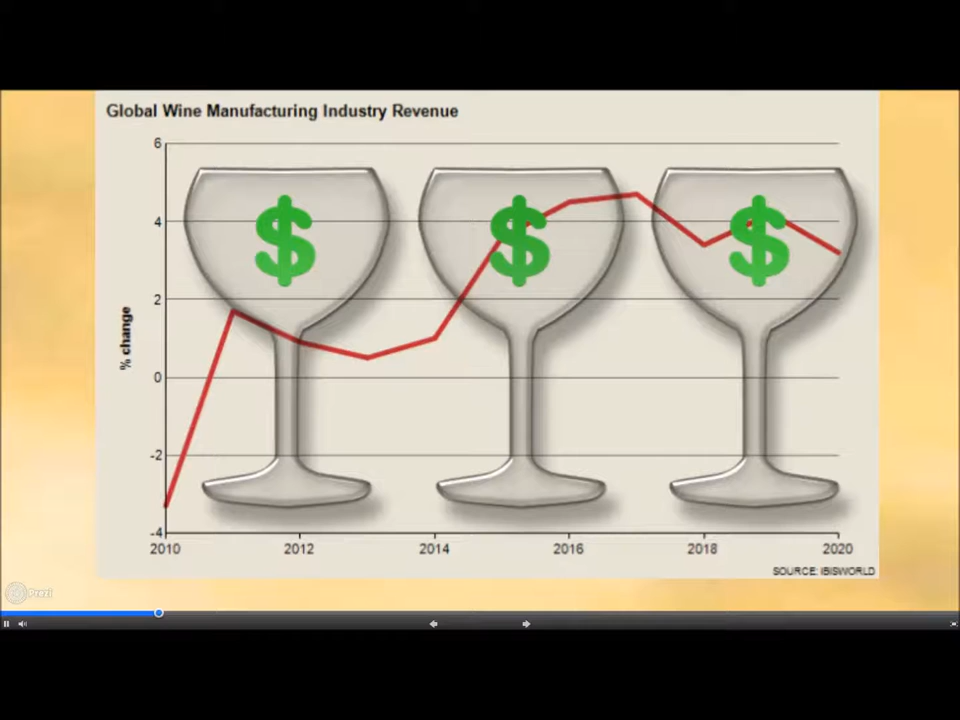 Global Wine Manufacturing Industry Revenue
6
4
2
0
-2
-4
% change
$ $ $
2010 2012 2014 2016 2018 2020
SOURCE: IBISWORLD
Prezi